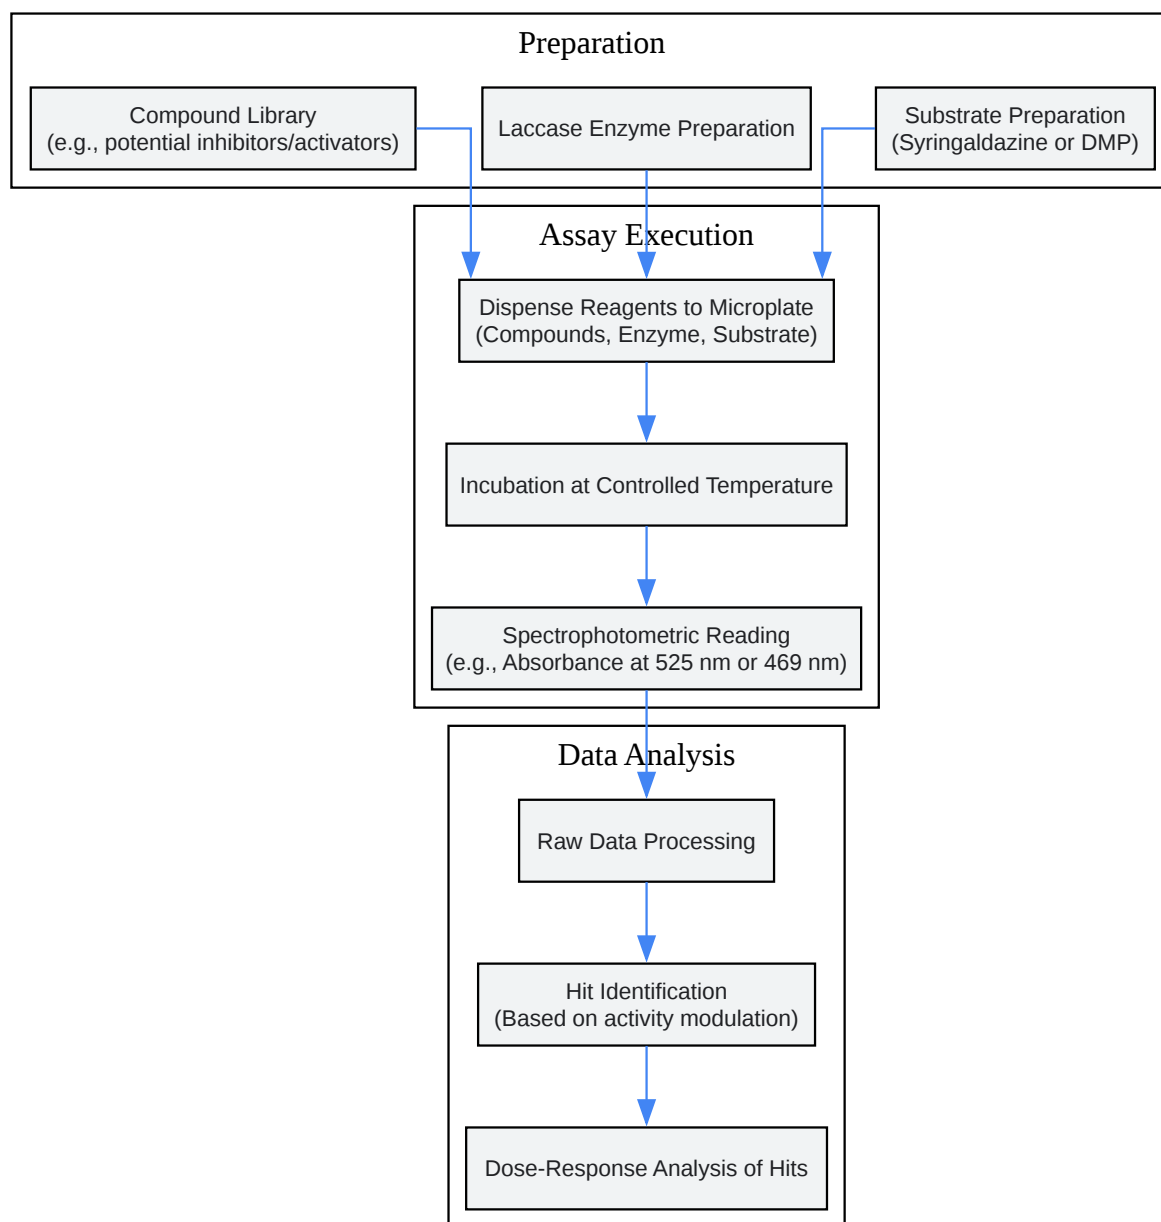 Preparation
Compound Library
(e.g., potential inhibitors/activators)
Laccase Enzyme Preparation
Substrate Preparation
(Syringaldazine or DMP)
Assay Execution
Dispense Reagents to Microplate
(Compounds, Enzyme, Substrate)
Incubation at Controlled Temperature
Spectrophotometric Reading
(e.g., Absorbance at 525 nm or 469 nm)
Data Analysis
Raw Data Processing
Hit Identification
(Based on activity modulation)
Dose-Response Analysis of Hits